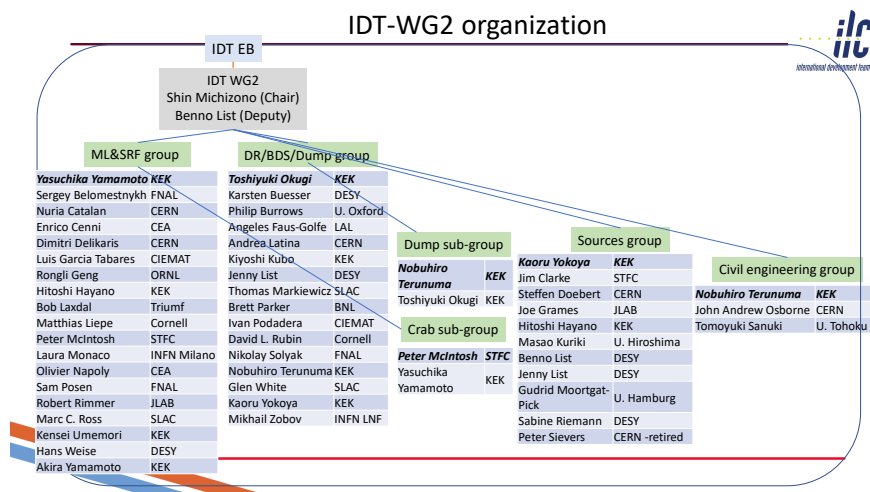 IDT-WG2 organization
ilc
international development team
IDT EB
IDT WG2
Shin Michizono (Chair)
Benno List (Deputy)
ML&SRF group
Yasuchika Yamamoto KEK
Sergey Belomestnykh FNAL
Nuria Catalan CERN
Enrico Cenni CEA
Dimitri Delikaris CERN
Luis Garcia Tabares CIEMAT
Rongli Geng ORNL
Hitoshi Hayano KEK
Bob Laxdal Triumf
Matthias Liepe Cornell
Peter McIntosh STFC
Laura Monaco INFN Milano
Olivier Napoly CEA
Sam Posen FNAL
Robert Rimmer JLAB
Marc C. Ross SLAC
Kensei Umemori KEK
Hans Weise DESY
Akira Yamamoto KEK
DR/BDS/Dump group
Toshiyuki Okugi KEK
Karsten Buesser DESY
Philip Burrows U. Oxford
Angeles Faus-Golfe LAL
Andrea Latina CERN
Kiyoshi Kubo KEK
Jenny List DESY
Thomas Markiewicz SLAC
Brett Parker BNL
Ivan Podadera CIEMAT
David L. Rubin Cornell
Nikolay Solyak FNAL
Nobuhiro Terunuma KEK
Glen White SLAC
Kaoru Yokoya KEK
Mikhail Zobov INFN LNF
Dump sub-group
Nobuhiro
Terunuma KEK
Toshiyuki Okugi KEK
Crab sub-group
Peter McIntosh STFC
Yasuchika
Yamamoto KEK
Sources group
Kaoru Yokoya KEK
Jim Clarke STFC
Steffen Doebert CERN
Joe Grames JLAB
Hitoshi Hayano KEK
Masao Kuriki U. Hiroshima
Benno List DESY
Jenny List DESY
Gudrid Moortgat-
Pick U. Hamburg
Sabine Riemann DESY
Peter Sievers CERN -retired
Civil engineering group
Nobuhiro Terunuma KEK
John Andrew Osborne CERN
Tomoyuki Sanuki U. Tohoku